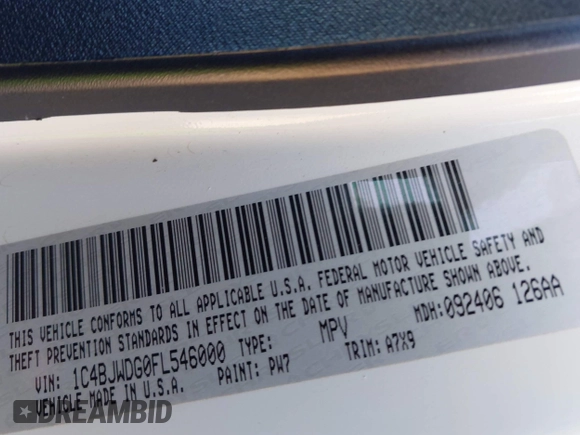 THIS VEHICLE CONFORMS TO ALL APPLICABLE U.S.A. FEDERAL MOTOR VEHICLE SAFETY AND
THEFT PREVENTION STANDARDS IN EFFECT ON THE DATE OF MANUFACTURE SHOWN ABOVE.
VIN: 1C4BJWDG0FL546000 TYPE: MPV MDH: 092406 126AA
VEHICLE MADE IN U.S.A. PAINT: PW7 TRIM: A7X9
DREAMBID